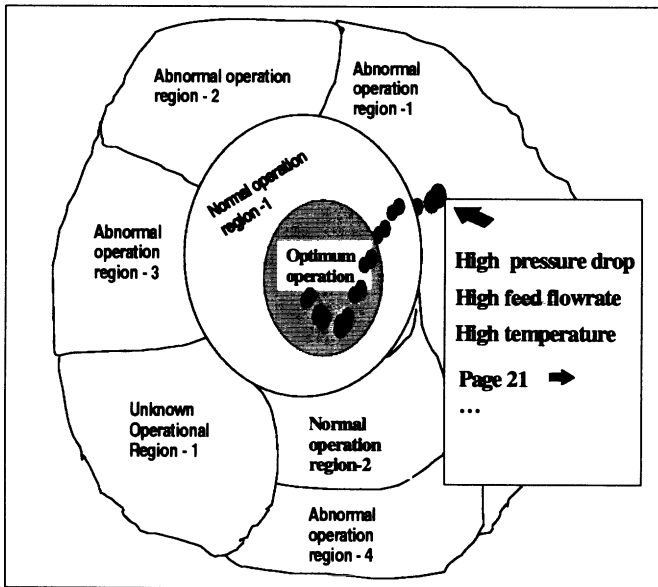 Abnormal operation
region - 2
Abnormal
operation
region -1
Normal operation
region -1
Abnormal
operation
region - 3
Optimum
operation
High pressure drop
High feed flowrate
High temperature
Page 21
...
Unknown
Operational
Region - 1
Normal
operation
region-2
Abnormal
operation
region - 4